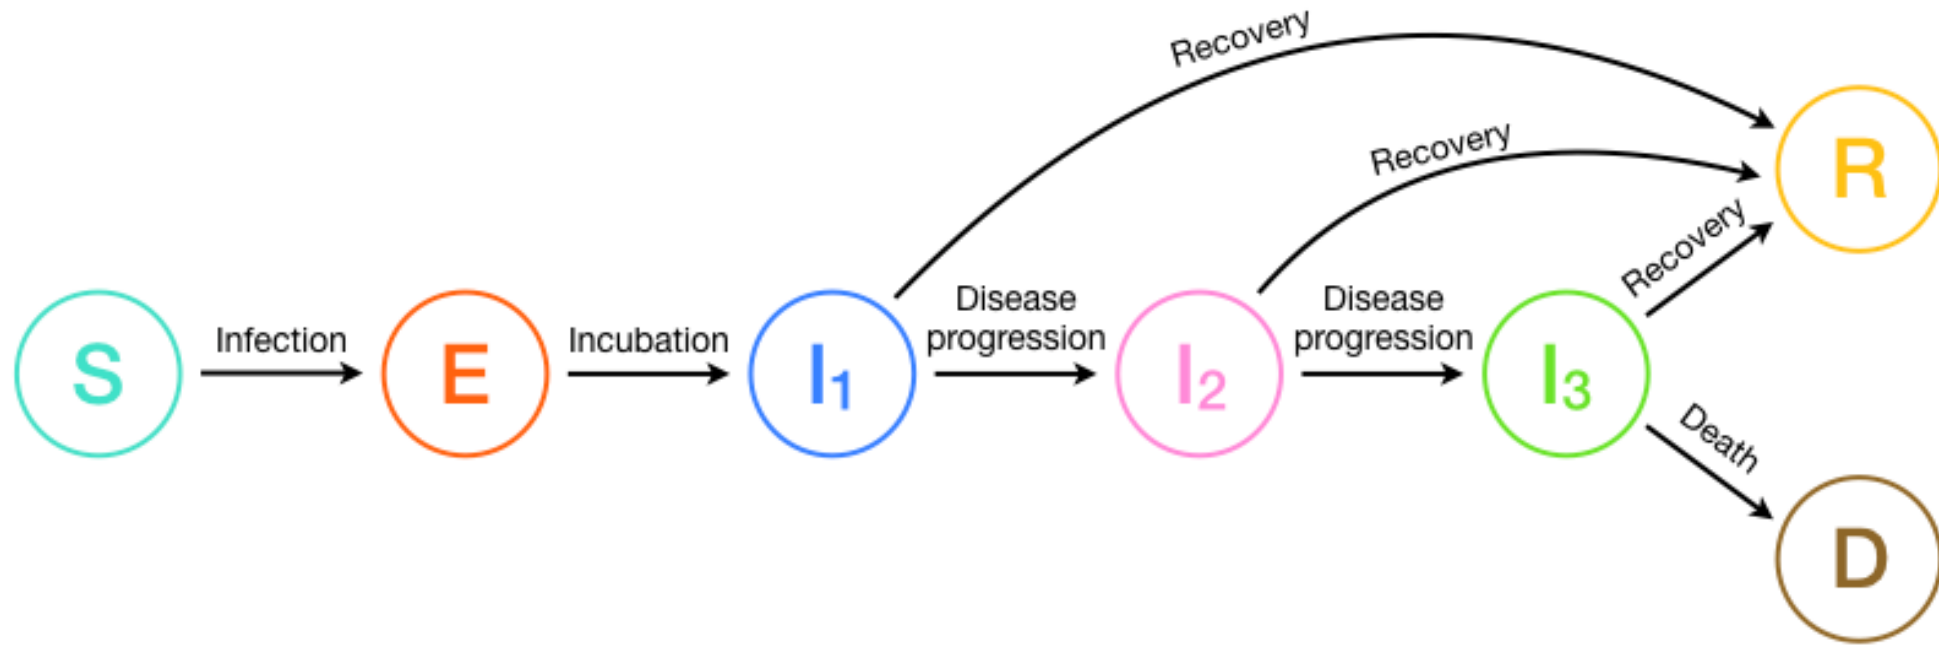 Recovery
Recovery
R
Recovery
S
Infection
E
Incubation
I1
Disease
progression
I2
Disease
progression
I3
Death
D